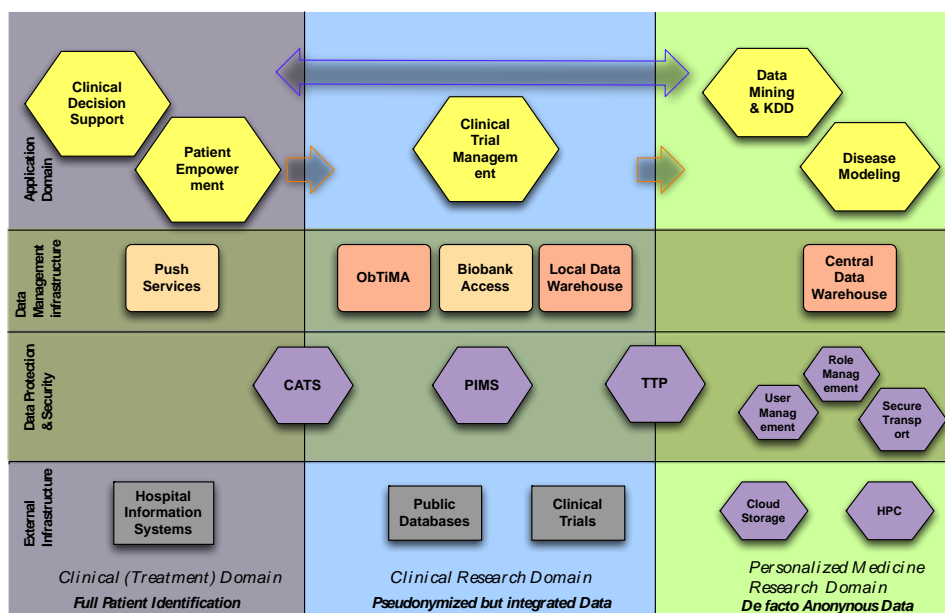 Application
Domain
Clinical
Decision
Support
Patient
Empower
ment
Clinical
Trial
Managem
ent
Data
Mining
& KDD
Disease
Modeling
Data
Management
infrastructure
Push
Services
ObTiMA
Biobank
Access
Local Data
Warehouse
Central
Data
Warehouse
Data Protection
& Security
CATS
PIMS
TTP
User
Manag
ement
Role
Manag
ement
Secure
Transp
ort
External
Infrastructure
Hospital
Information
Systems
Public
Databases
Clinical
Trials
Cloud
Storage
HPC
Clinical (Treatment) Domain
Full Patient Identification
Clinical Research Domain
Pseudonymized but integrated Data
Personalized Medicine
Research Domain
De facto Anonynous Data